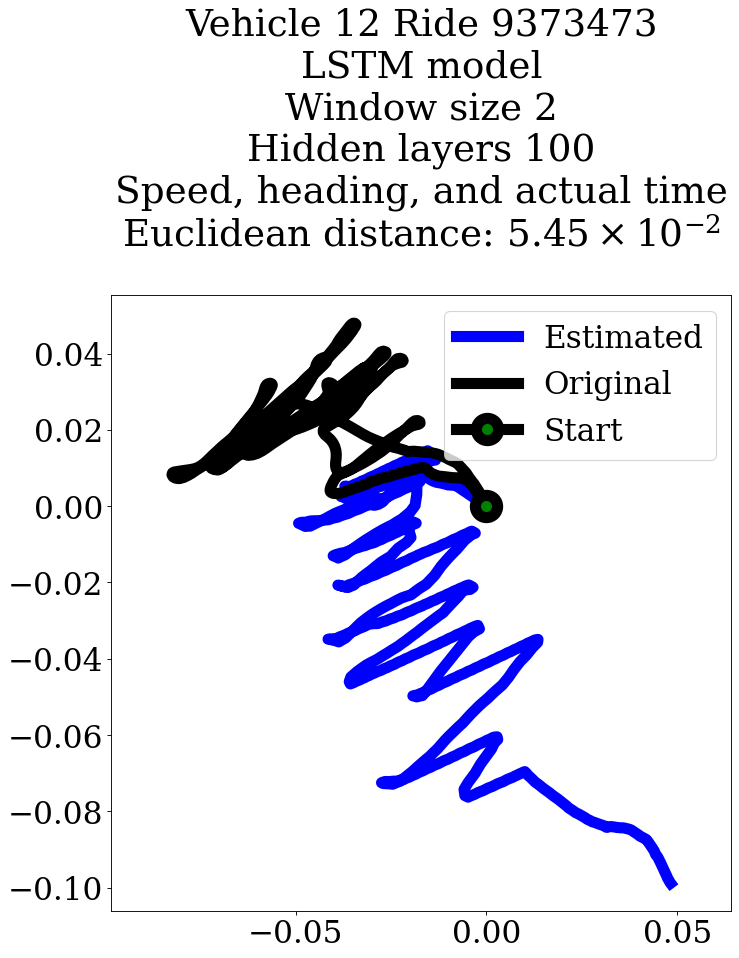 Vehicle 12 Ride 9373473
LSTM model
Window size 2
Hidden layers 100
Speed, heading, and actual time
Euclidean distance: 5.45 × 10⁻²
Estimated
Original
Start
0.04
0.02
0.00
−0.02
−0.04
−0.06
−0.08
−0.10
−0.05
0.00
0.05